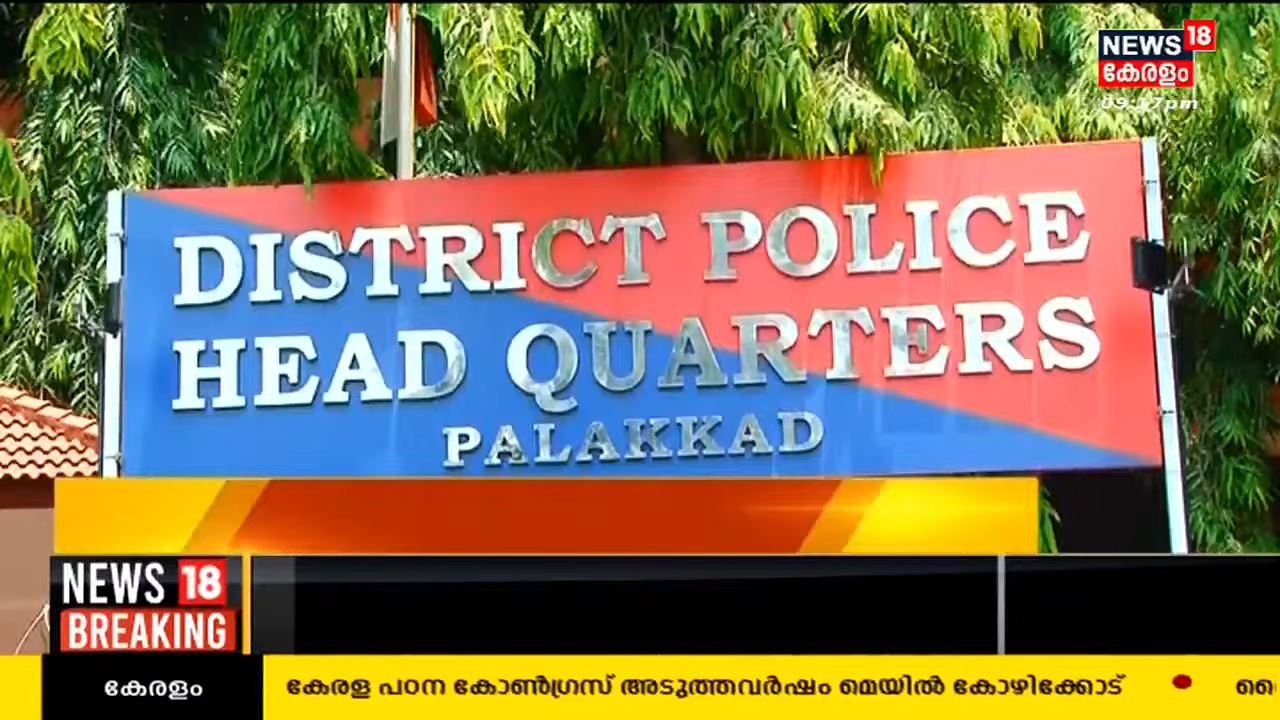 NEWS 18
കേരളം
DISTRICT POLICE
HEAD QUARTERS
PALAKKAD
NEWS 18
BREAKING
കേരളം
കേരള പഠന കോൺഗ്രസ് അടുത്തവർഷം മെയിൽ കോഴിക്കോട്